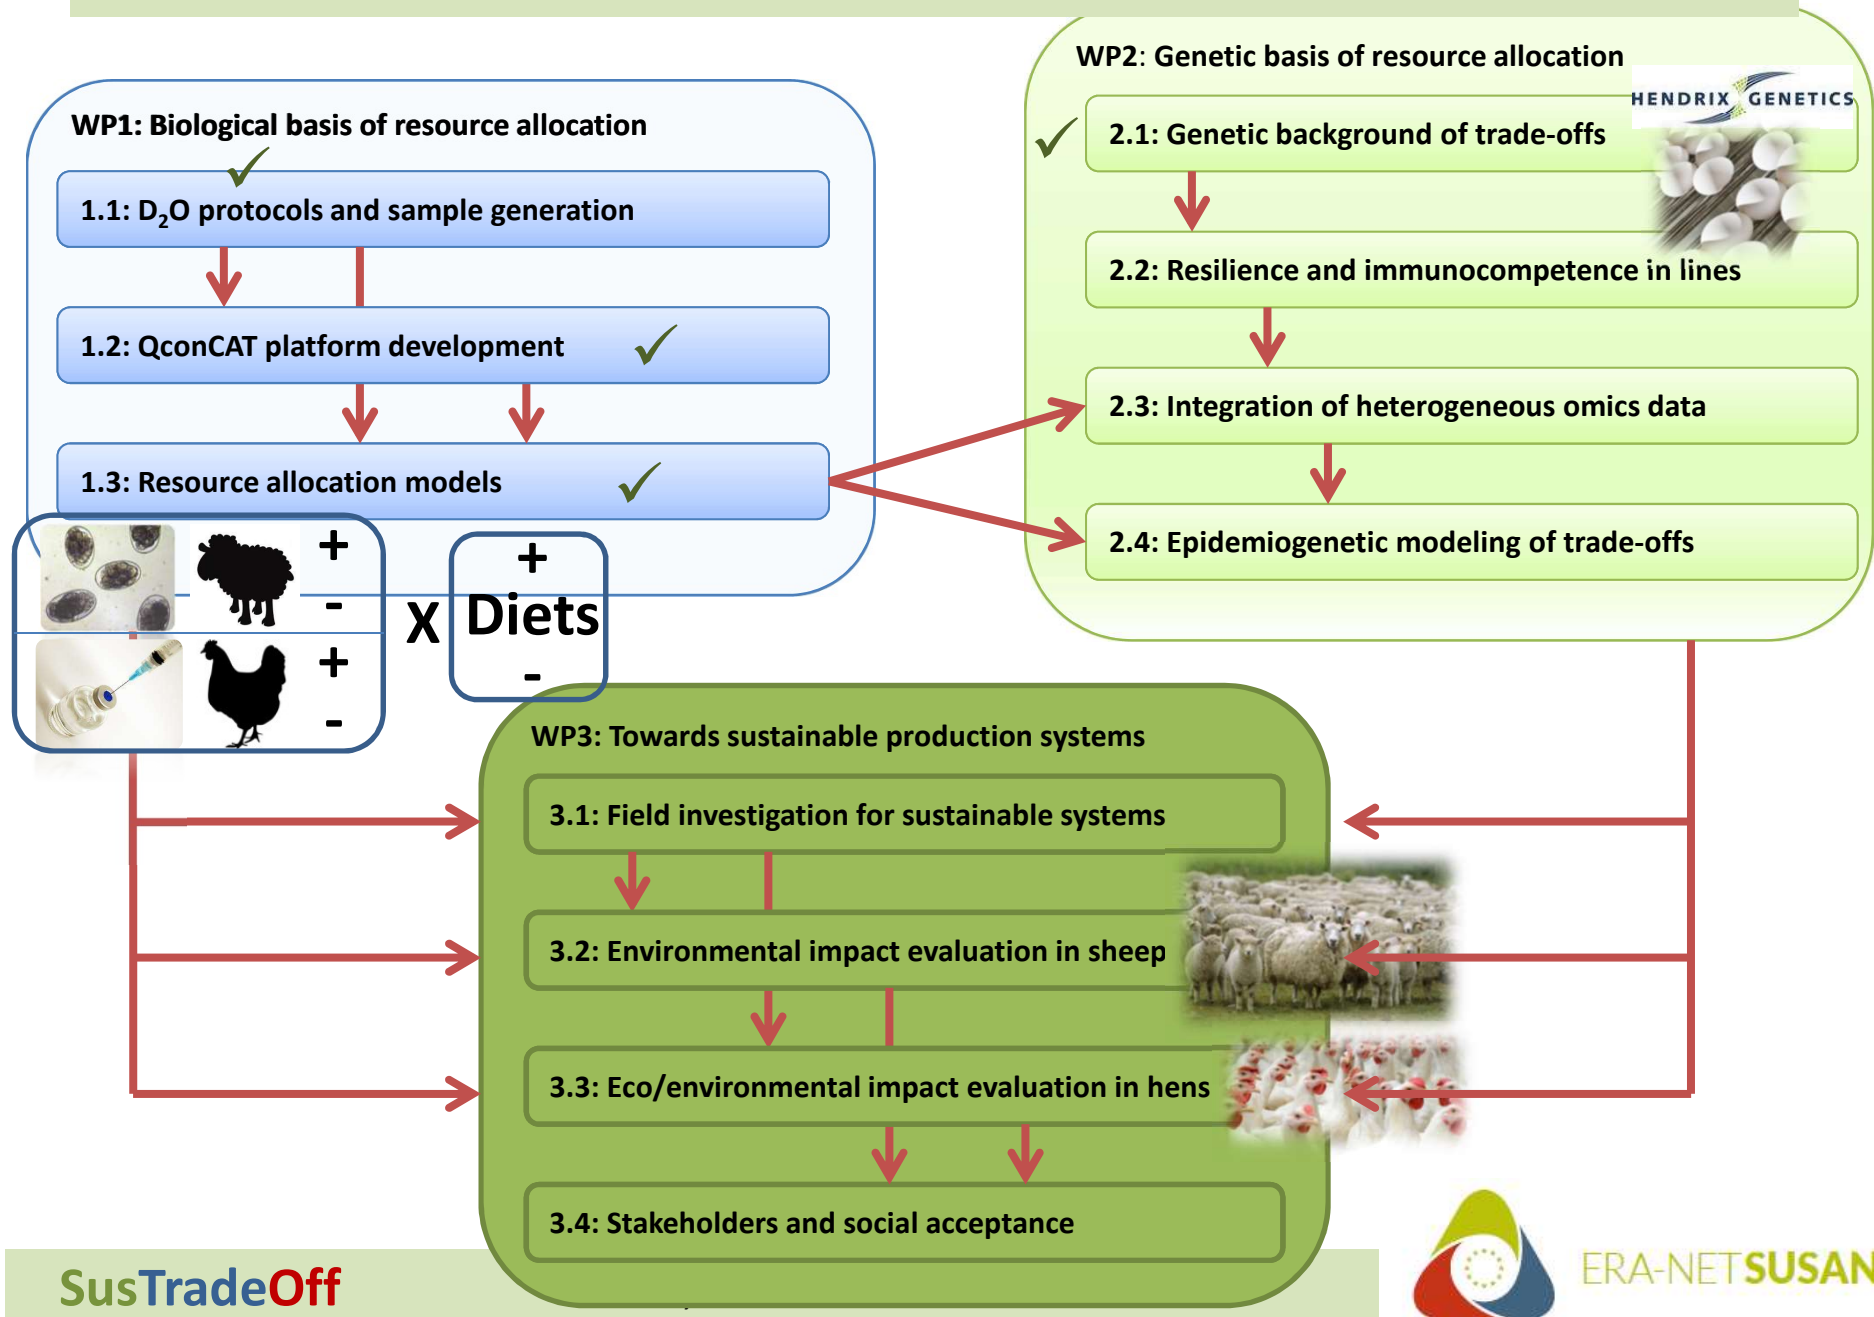 WP1: Biological basis of resource allocation
1.1: D₂O protocols and sample generation
1.2: QconCAT platform development
1.3: Resource allocation models
+
-
+
-
X
+
Diets
-
WP2: Genetic basis of resource allocation
HENDRIX GENETICS
2.1: Genetic background of trade-offs
2.2: Resilience and immunocompetence in lines
2.3: Integration of heterogeneous omics data
2.4: Epidemiogenetic modeling of trade-offs
WP3: Towards sustainable production systems
3.1: Field investigation for sustainable systems
3.2: Environmental impact evaluation in sheep
3.3: Eco/environmental impact evaluation in hens
3.4: Stakeholders and social acceptance
SusTradeOff
ERA-NET SUSAN